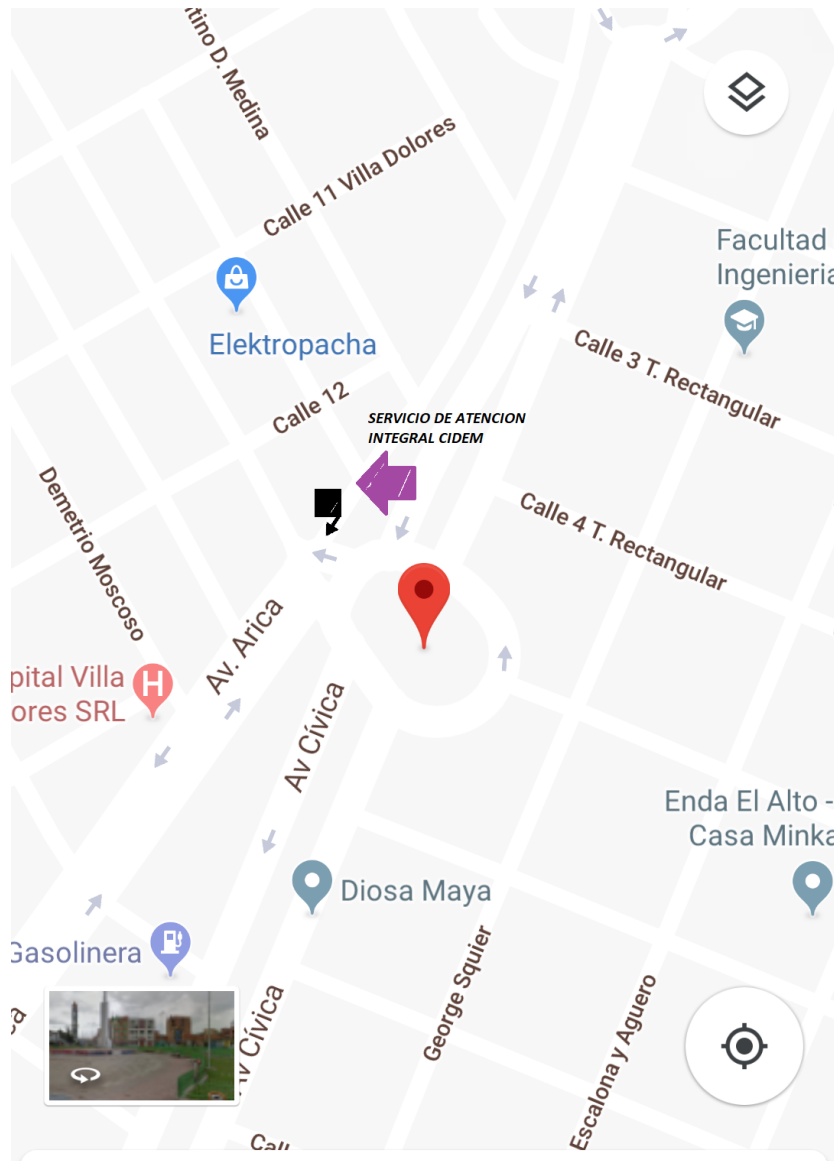 tino D. Medina
Calle 11 Villa Dolores
Facultad
Ingenieria
Elektropacha
Calle 3 T. Rectangular
Calle 12
SERVICIO DE ATENCION
INTEGRAL CIDEM
Demetrio Moscoso
Calle 4 T. Rectangular
Av. Arica
pital Villa
ores SRL
H
Av Cívica
Enda El Alto -
Casa Minka
Diosa Maya
Gasolinera
George Squier
Escalona y Aguero
Av Cívica
Call